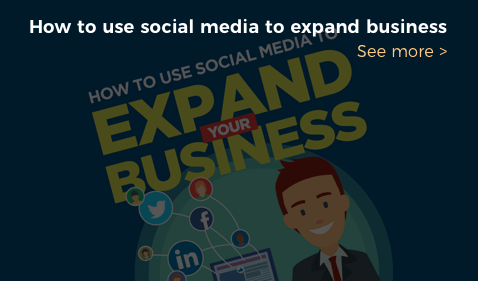 How to use social media to expand business
See more >
HOW TO USE SOCIAL MEDIA TO
EXPAND
YOUR
BUSINESS
f
in